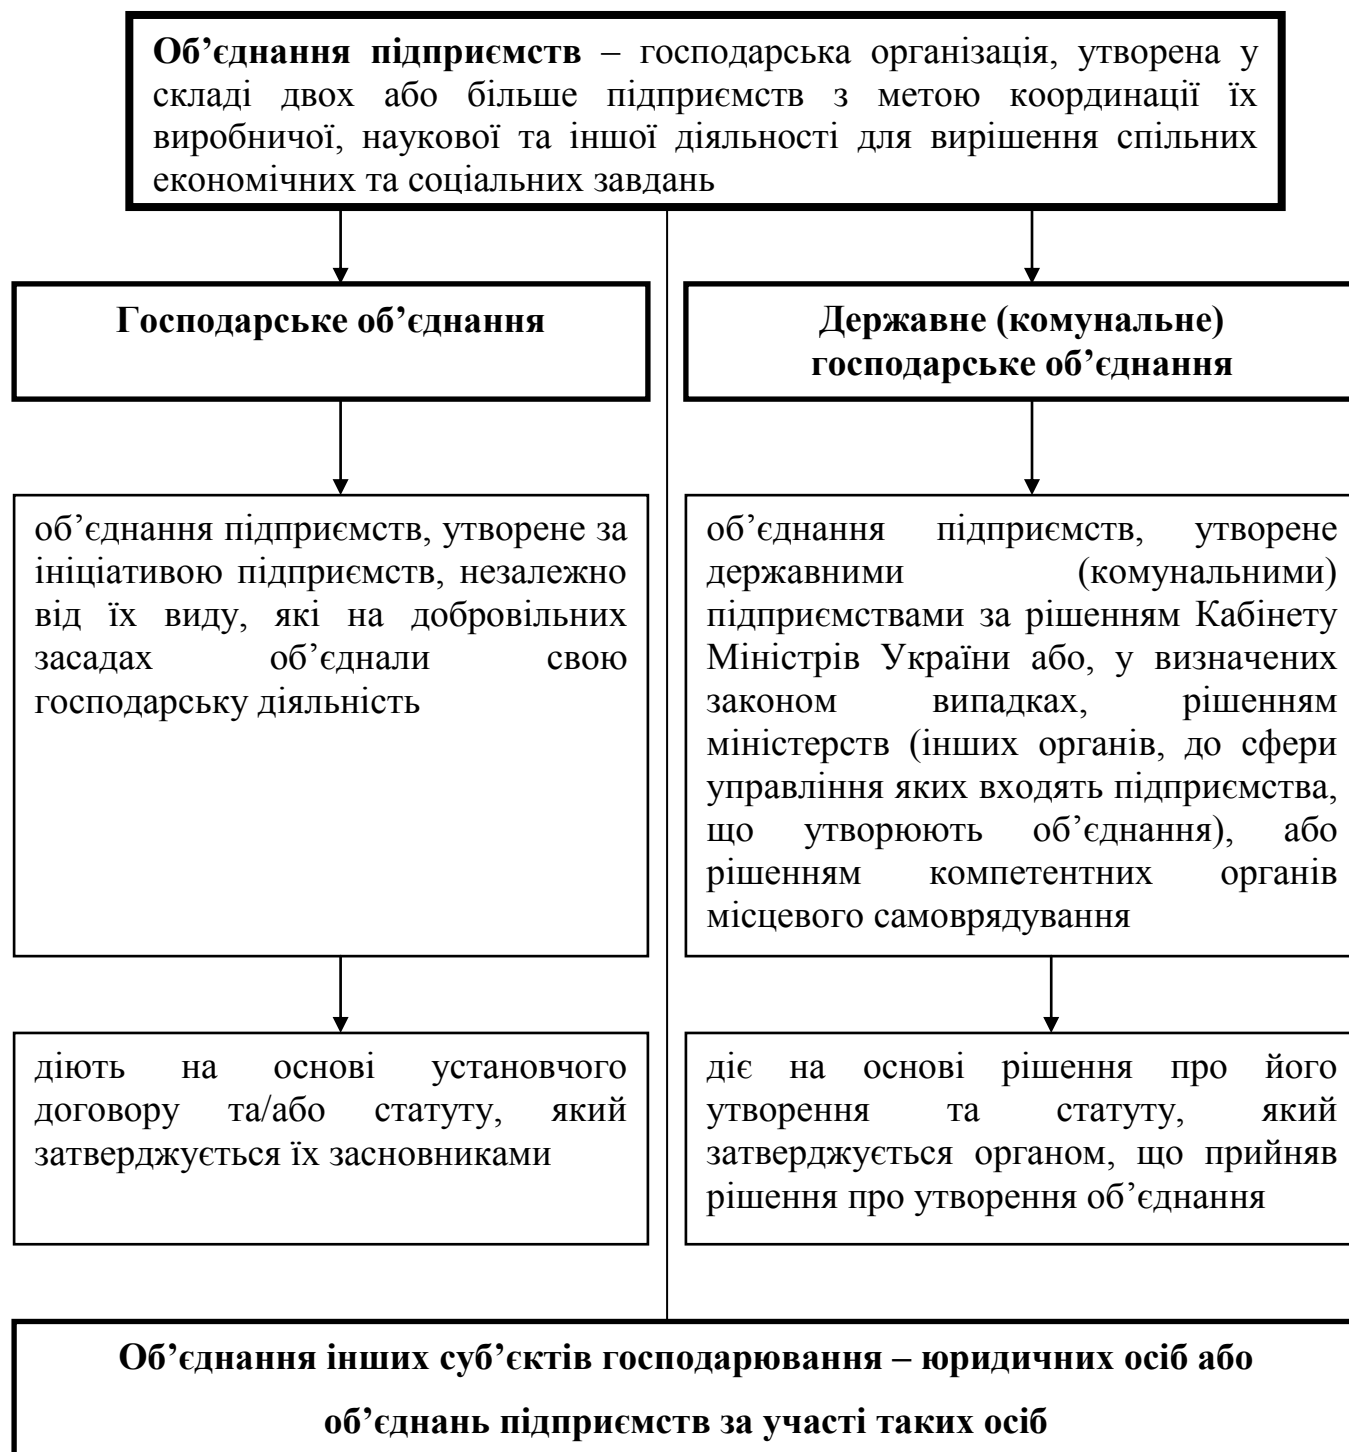 Об’єднання підприємств – господарська організація, утворена у
складі двох або більше підприємств з метою координації їх
виробничої, наукової та іншої діяльності для вирішення спільних
економічних та соціальних завдань
Господарське об’єднання
Державне (комунальне)
господарське об’єднання
об’єднання підприємств, утворене за
ініціативою підприємств, незалежно
від їх виду, які на добровільних
засадах об’єднали свою
господарську діяльність
об’єднання підприємств, утворене
державними (комунальними)
підприємствами за рішенням Кабінету
Міністрів України або, у визначених
законом випадках, рішенням
міністерств (інших органів, до сфери
управління яких входять підприємства,
що утворюють об’єднання), або
рішенням компетентних органів
місцевого самоврядування
діють на основі установчого
договору та/або статуту, який
затверджується їх засновниками
діє на основі рішення про його
утворення та статуту, який
затверджується органом, що прийняв
рішення про утворення об’єднання
Об’єднання інших суб’єктів господарювання – юридичних осіб або
об’єднань підприємств за участі таких осіб